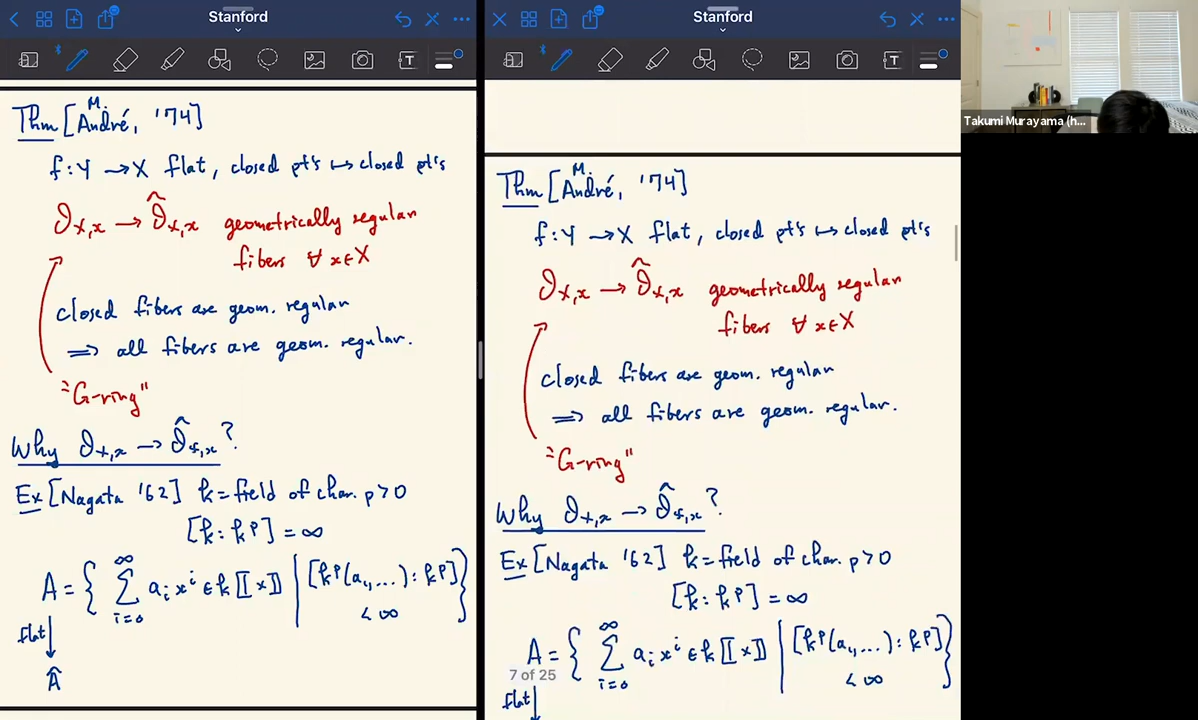 Stanford
Thm [M. André, '74]
f: Y → X flat, closed pt's ↦ closed pt's
𝒪_{X,x} → 𝒪̂_{X,x} geometrically regular
fibers ∀ x∈X
closed fibers are geom. regular
⟹ all fibers are geom. regular.
"G-ring"
Why 𝒪_{X,x} → 𝒪̂_{X,x}?
Ex [Nagata '62] k = field of char. p > 0
[k : k^p] = ∞
A = { ∑_{i=0}^∞ a_i x^i ∈ k⟦x⟧ | [k^p(a_1, ...) : k^p] < ∞ }
flat ↓
Â
Stanford
Thm [M. André, '74]
f: Y → X flat, closed pt's ↦ closed pt's
𝒪_{X,x} → 𝒪̂_{X,x} geometrically regular
fibers ∀ x∈X
closed fibers are geom. regular
⟹ all fibers are geom. regular.
"G-ring"
Why 𝒪_{X,x} → 𝒪̂_{X,x}?
Ex [Nagata '62] k = field of char. p > 0
[k : k^p] = ∞
A = { ∑_{i=0}^∞ a_i x^i ∈ k⟦x⟧ | [k^p(a_1, ...) : k^p] < ∞ }
7 of 25
flat ↓
Takumi Murayama (h...